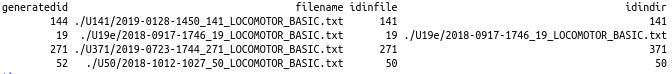 generatedid filename idinfile idindir
144 ./U141/2019-0128-1450_141_LOCOMOTOR_BASIC.txt 141 141
19 ./U19e/2018-0917-1746_19_LOCOMOTOR_BASIC.txt 19 ./U19e/2018-0917-1746_19_LOCOMOTOR_BASIC.txt
271 ./U371/2019-0723-1744_271_LOCOMOTOR_BASIC.txt 271 371
52 ./U50/2018-1012-1027_50_LOCOMOTOR_BASIC.txt 50 50